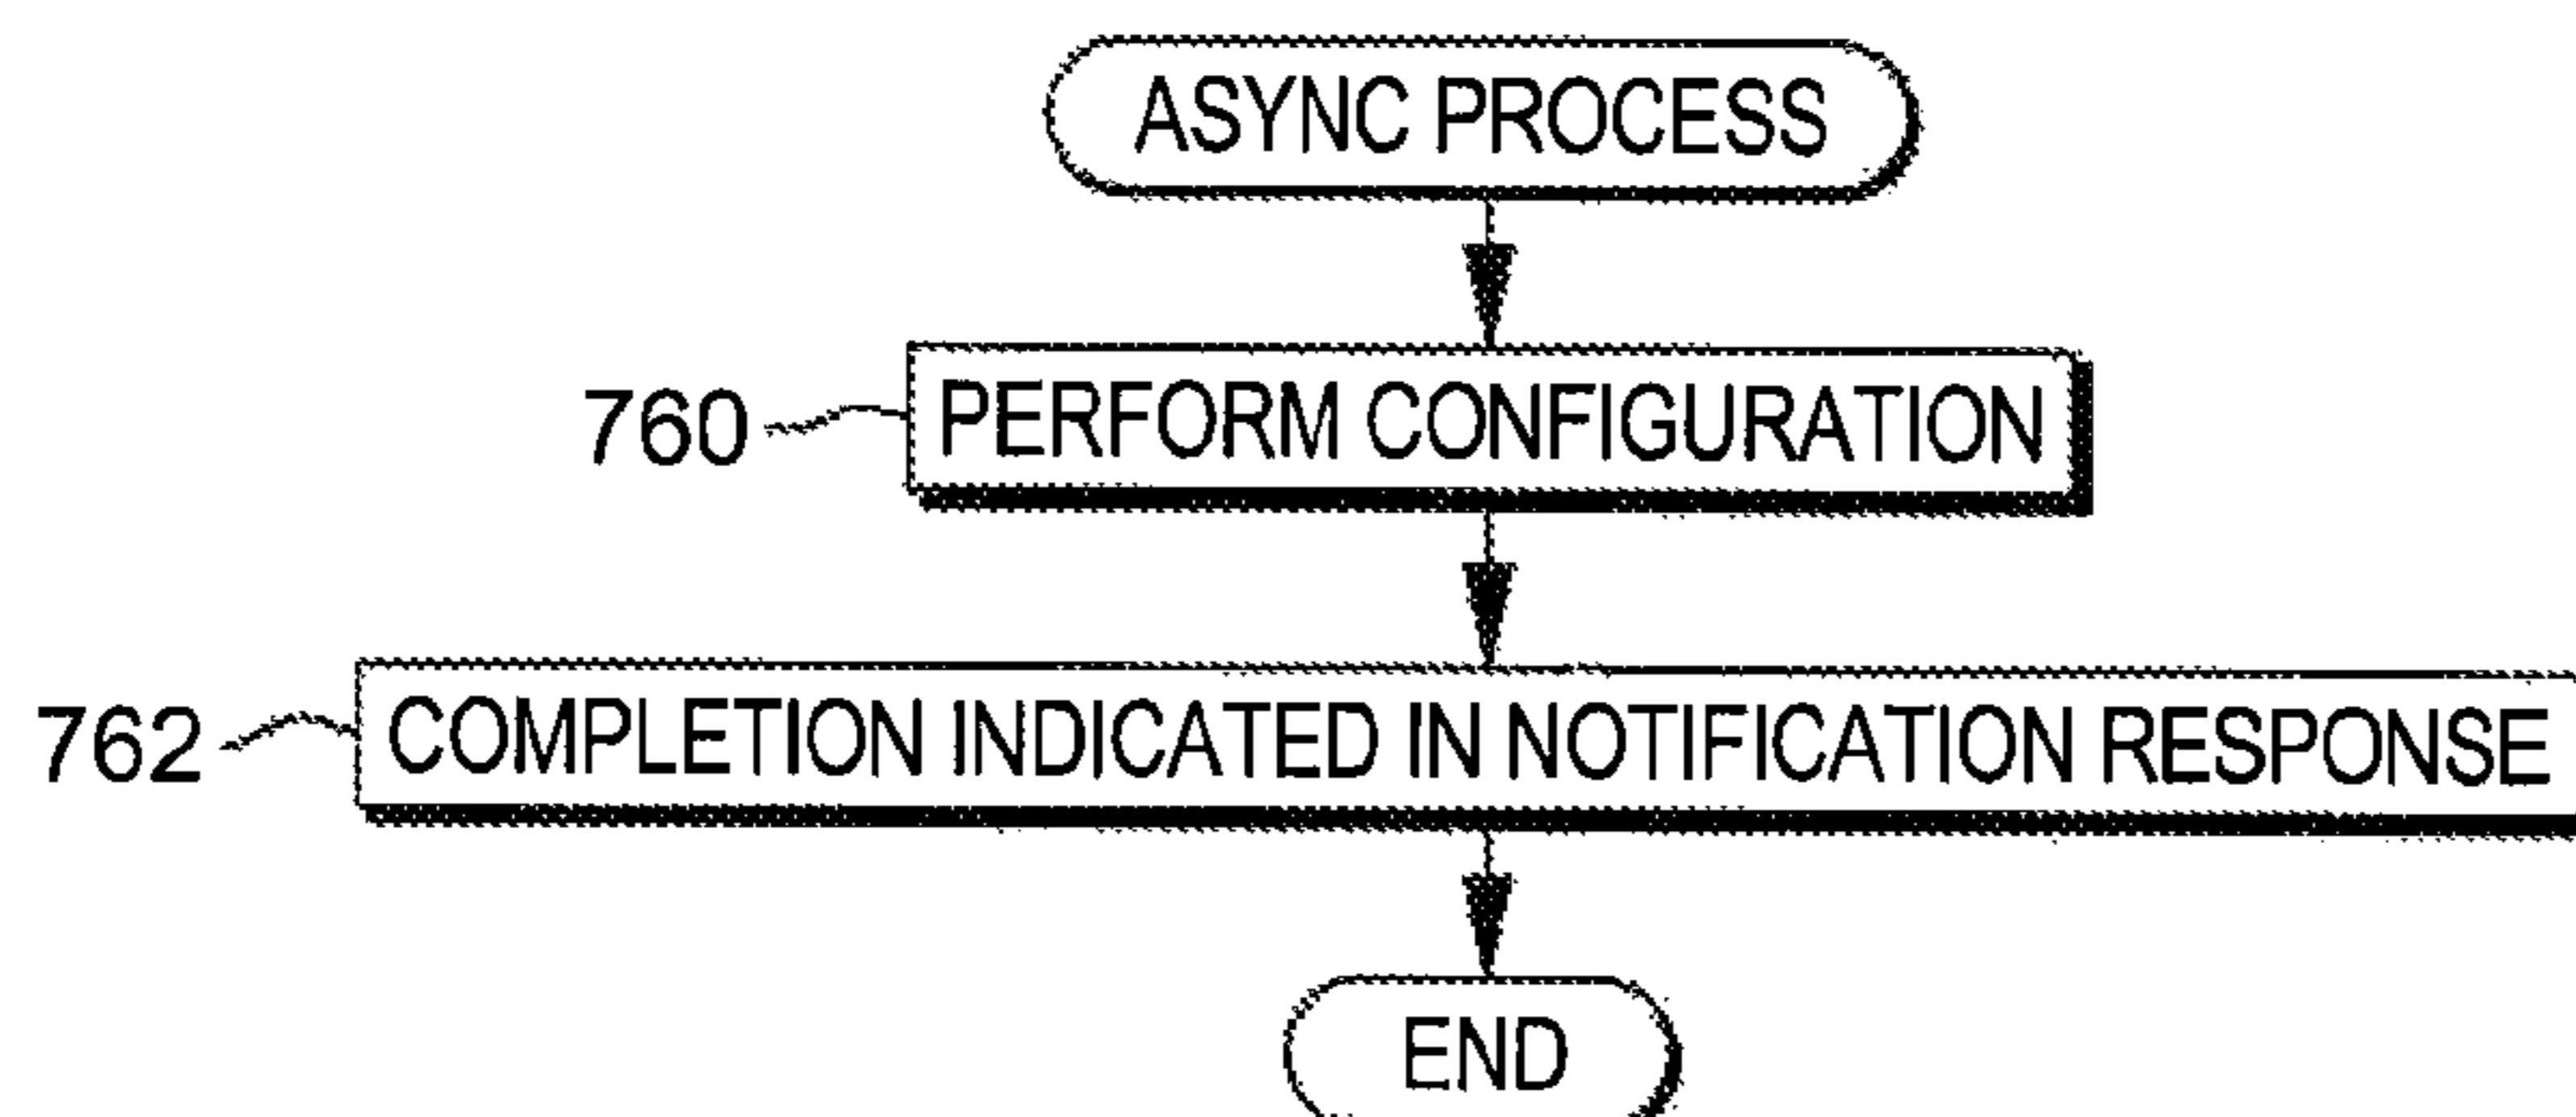 ASYNC PROCESS
760 PERFORM CONFIGURATION
762 COMPLETION INDICATED IN NOTIFICATION RESPONSE
END